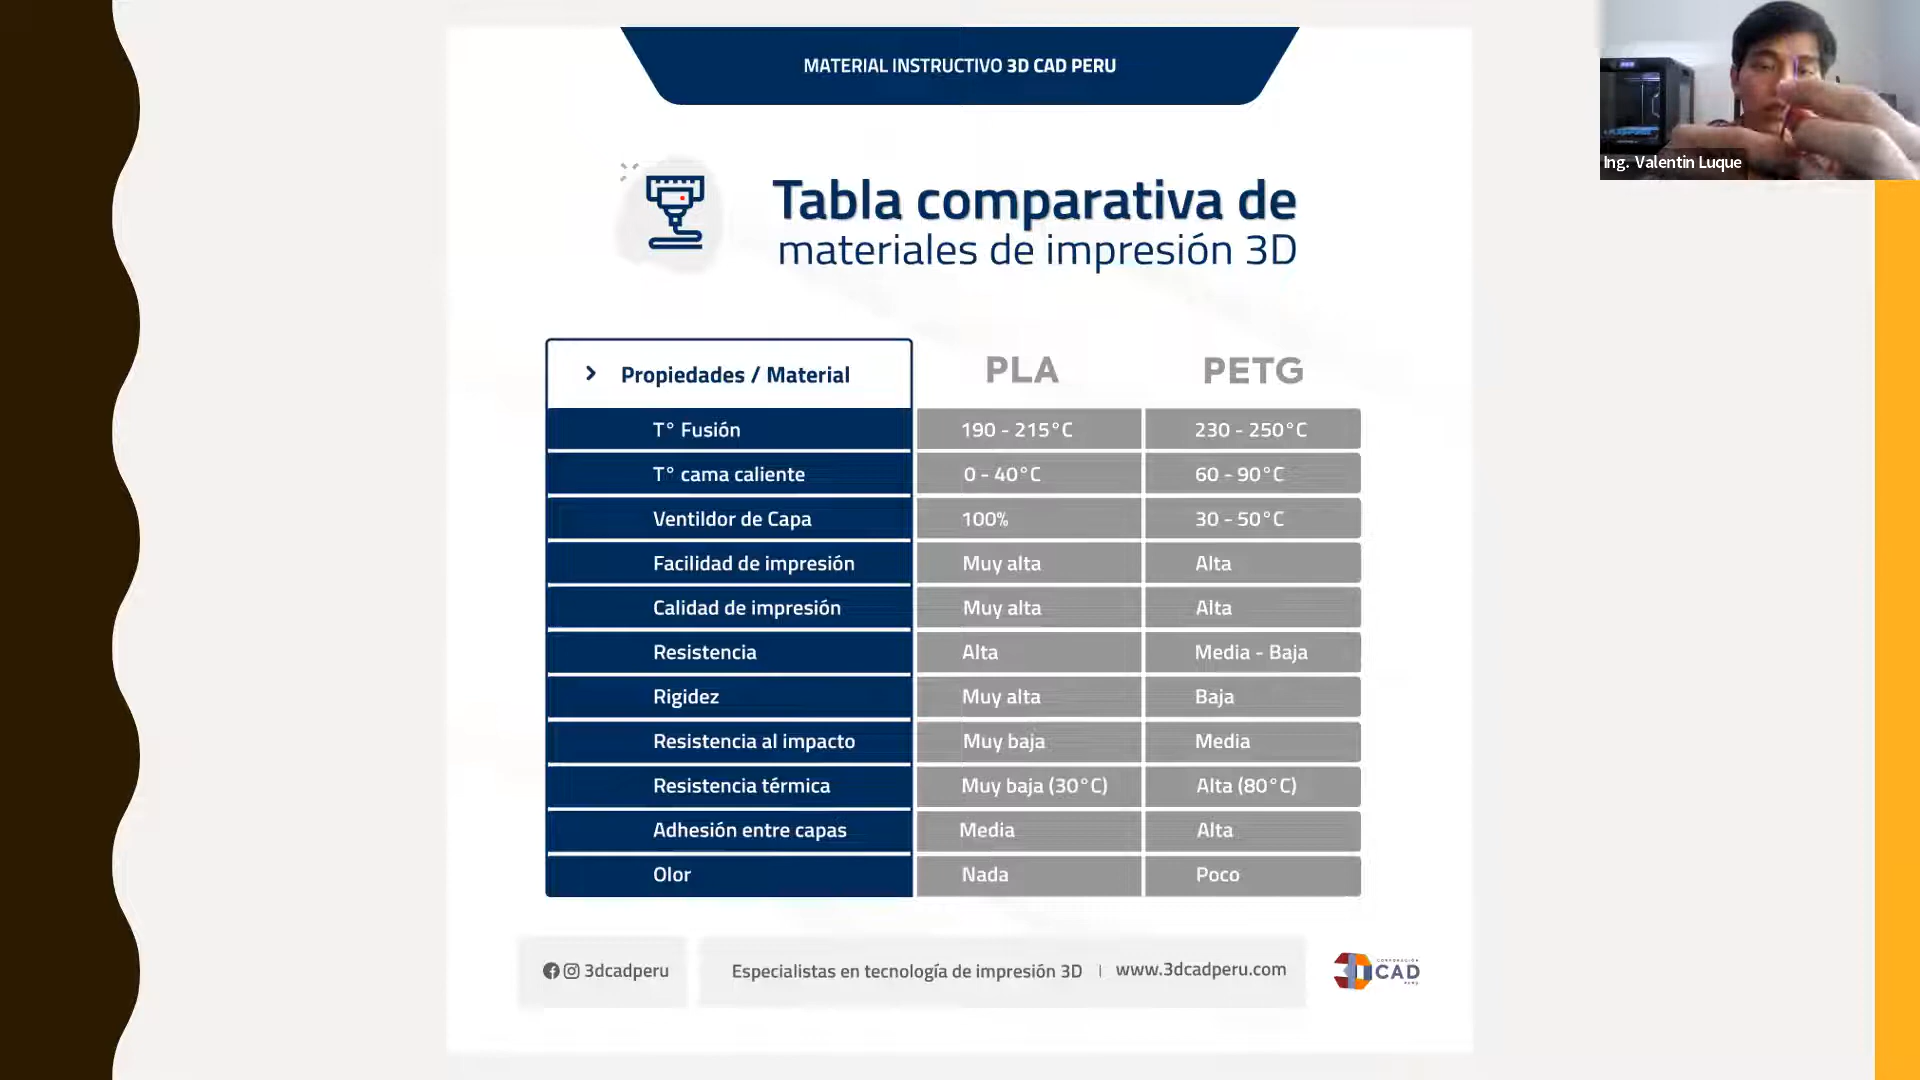 MATERIAL INSTRUCTIVO 3D CAD PERU
Ing. Valentin Luque
Tabla comparativa de
materiales de impresión 3D
Propiedades / Material PLA PETG
T° Fusión 190 - 215°C 230 - 250°C
T° cama caliente 0 - 40°C 60 - 90°C
Ventildor de Capa 100% 30 - 50°C
Facilidad de impresión Muy alta Alta
Calidad de impresión Muy alta Alta
Resistencia Alta Media - Baja
Rigidez Muy alta Baja
Resistencia al impacto Muy baja Media
Resistencia térmica Muy baja (30°C) Alta (80°C)
Adhesión entre capas Media Alta
Olor Nada Poco
3dcadperu
Especialistas en tecnología de impresión 3D | www.3dcadperu.com
CORPORACIÓN
3D CAD
PERÚ